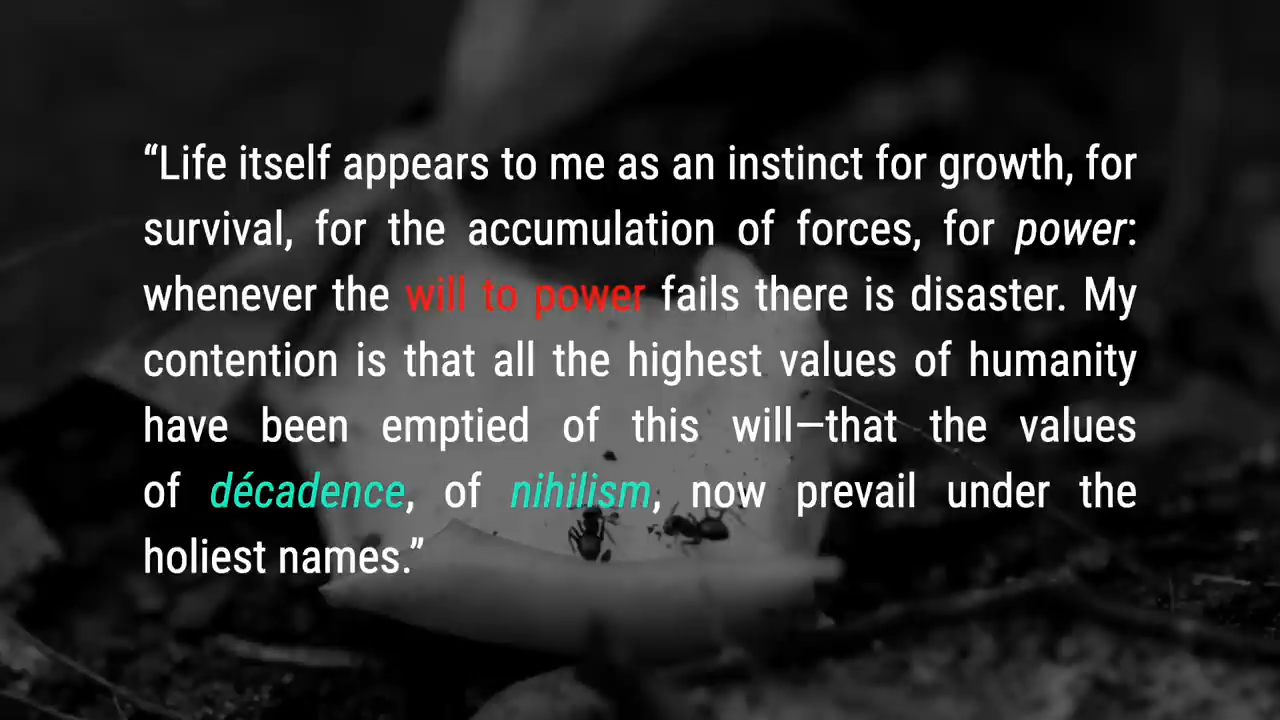 “Life itself appears to me as an instinct for growth, for
survival, for the accumulation of forces, for power:
whenever the will to power fails there is disaster. My
contention is that all the highest values of humanity
have been emptied of this will—that the values
of décadence, of nihilism, now prevail under the
holiest names.”